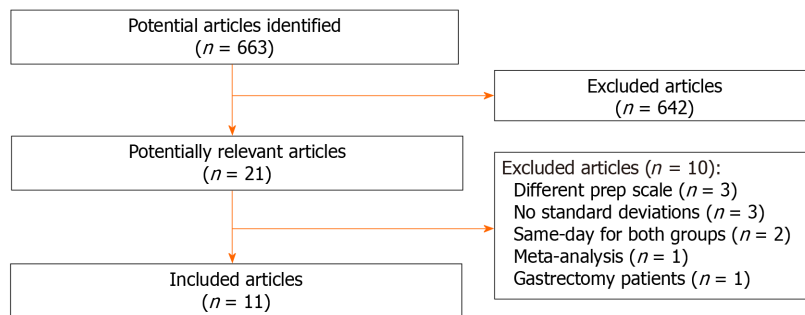 Potential articles identified
(n = 663)
Excluded articles
(n = 642)
Potentially relevant articles
(n = 21)
Excluded articles (n = 10):
Different prep scale (n = 3)
No standard deviations (n = 3)
Same-day for both groups (n = 2)
Meta-analysis (n = 1)
Gastrectomy patients (n = 1)
Included articles
(n = 11)